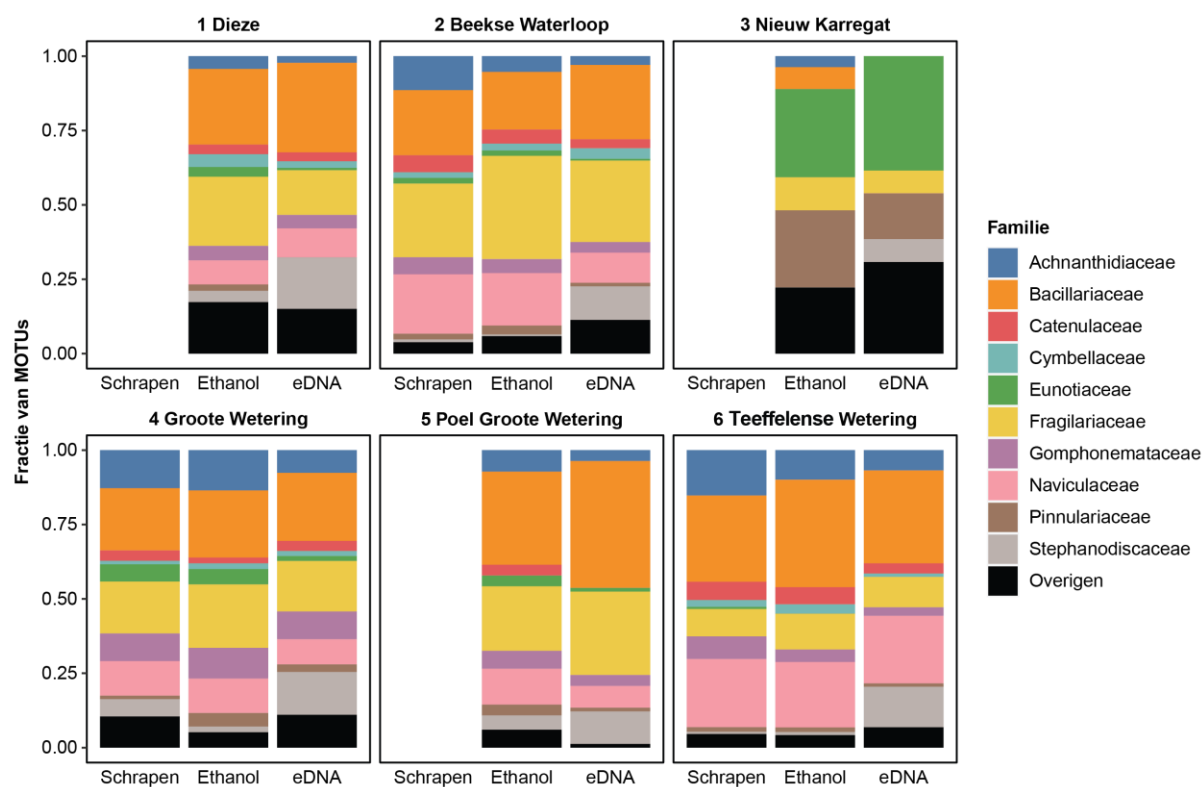 1 Dieze
2 Beekse Waterloop
3 Nieuw Karregat
1.00
0.75
0.50
0.25
0.00
Schrapen Ethanol eDNA
Schrapen Ethanol eDNA
Schrapen Ethanol eDNA
4 Groote Wetering
5 Poel Groote Wetering
6 Teeffelense Wetering
1.00
0.75
0.50
0.25
0.00
Schrapen Ethanol eDNA
Schrapen Ethanol eDNA
Schrapen Ethanol eDNA
Fractie van MOTUs
Familie
Achnanthidiaceae
Bacillariaceae
Catenulaceae
Cymbellaceae
Eunotiaceae
Fragilariaceae
Gomphonemataceae
Naviculaceae
Pinnulariaceae
Stephanodiscaceae
Overigen